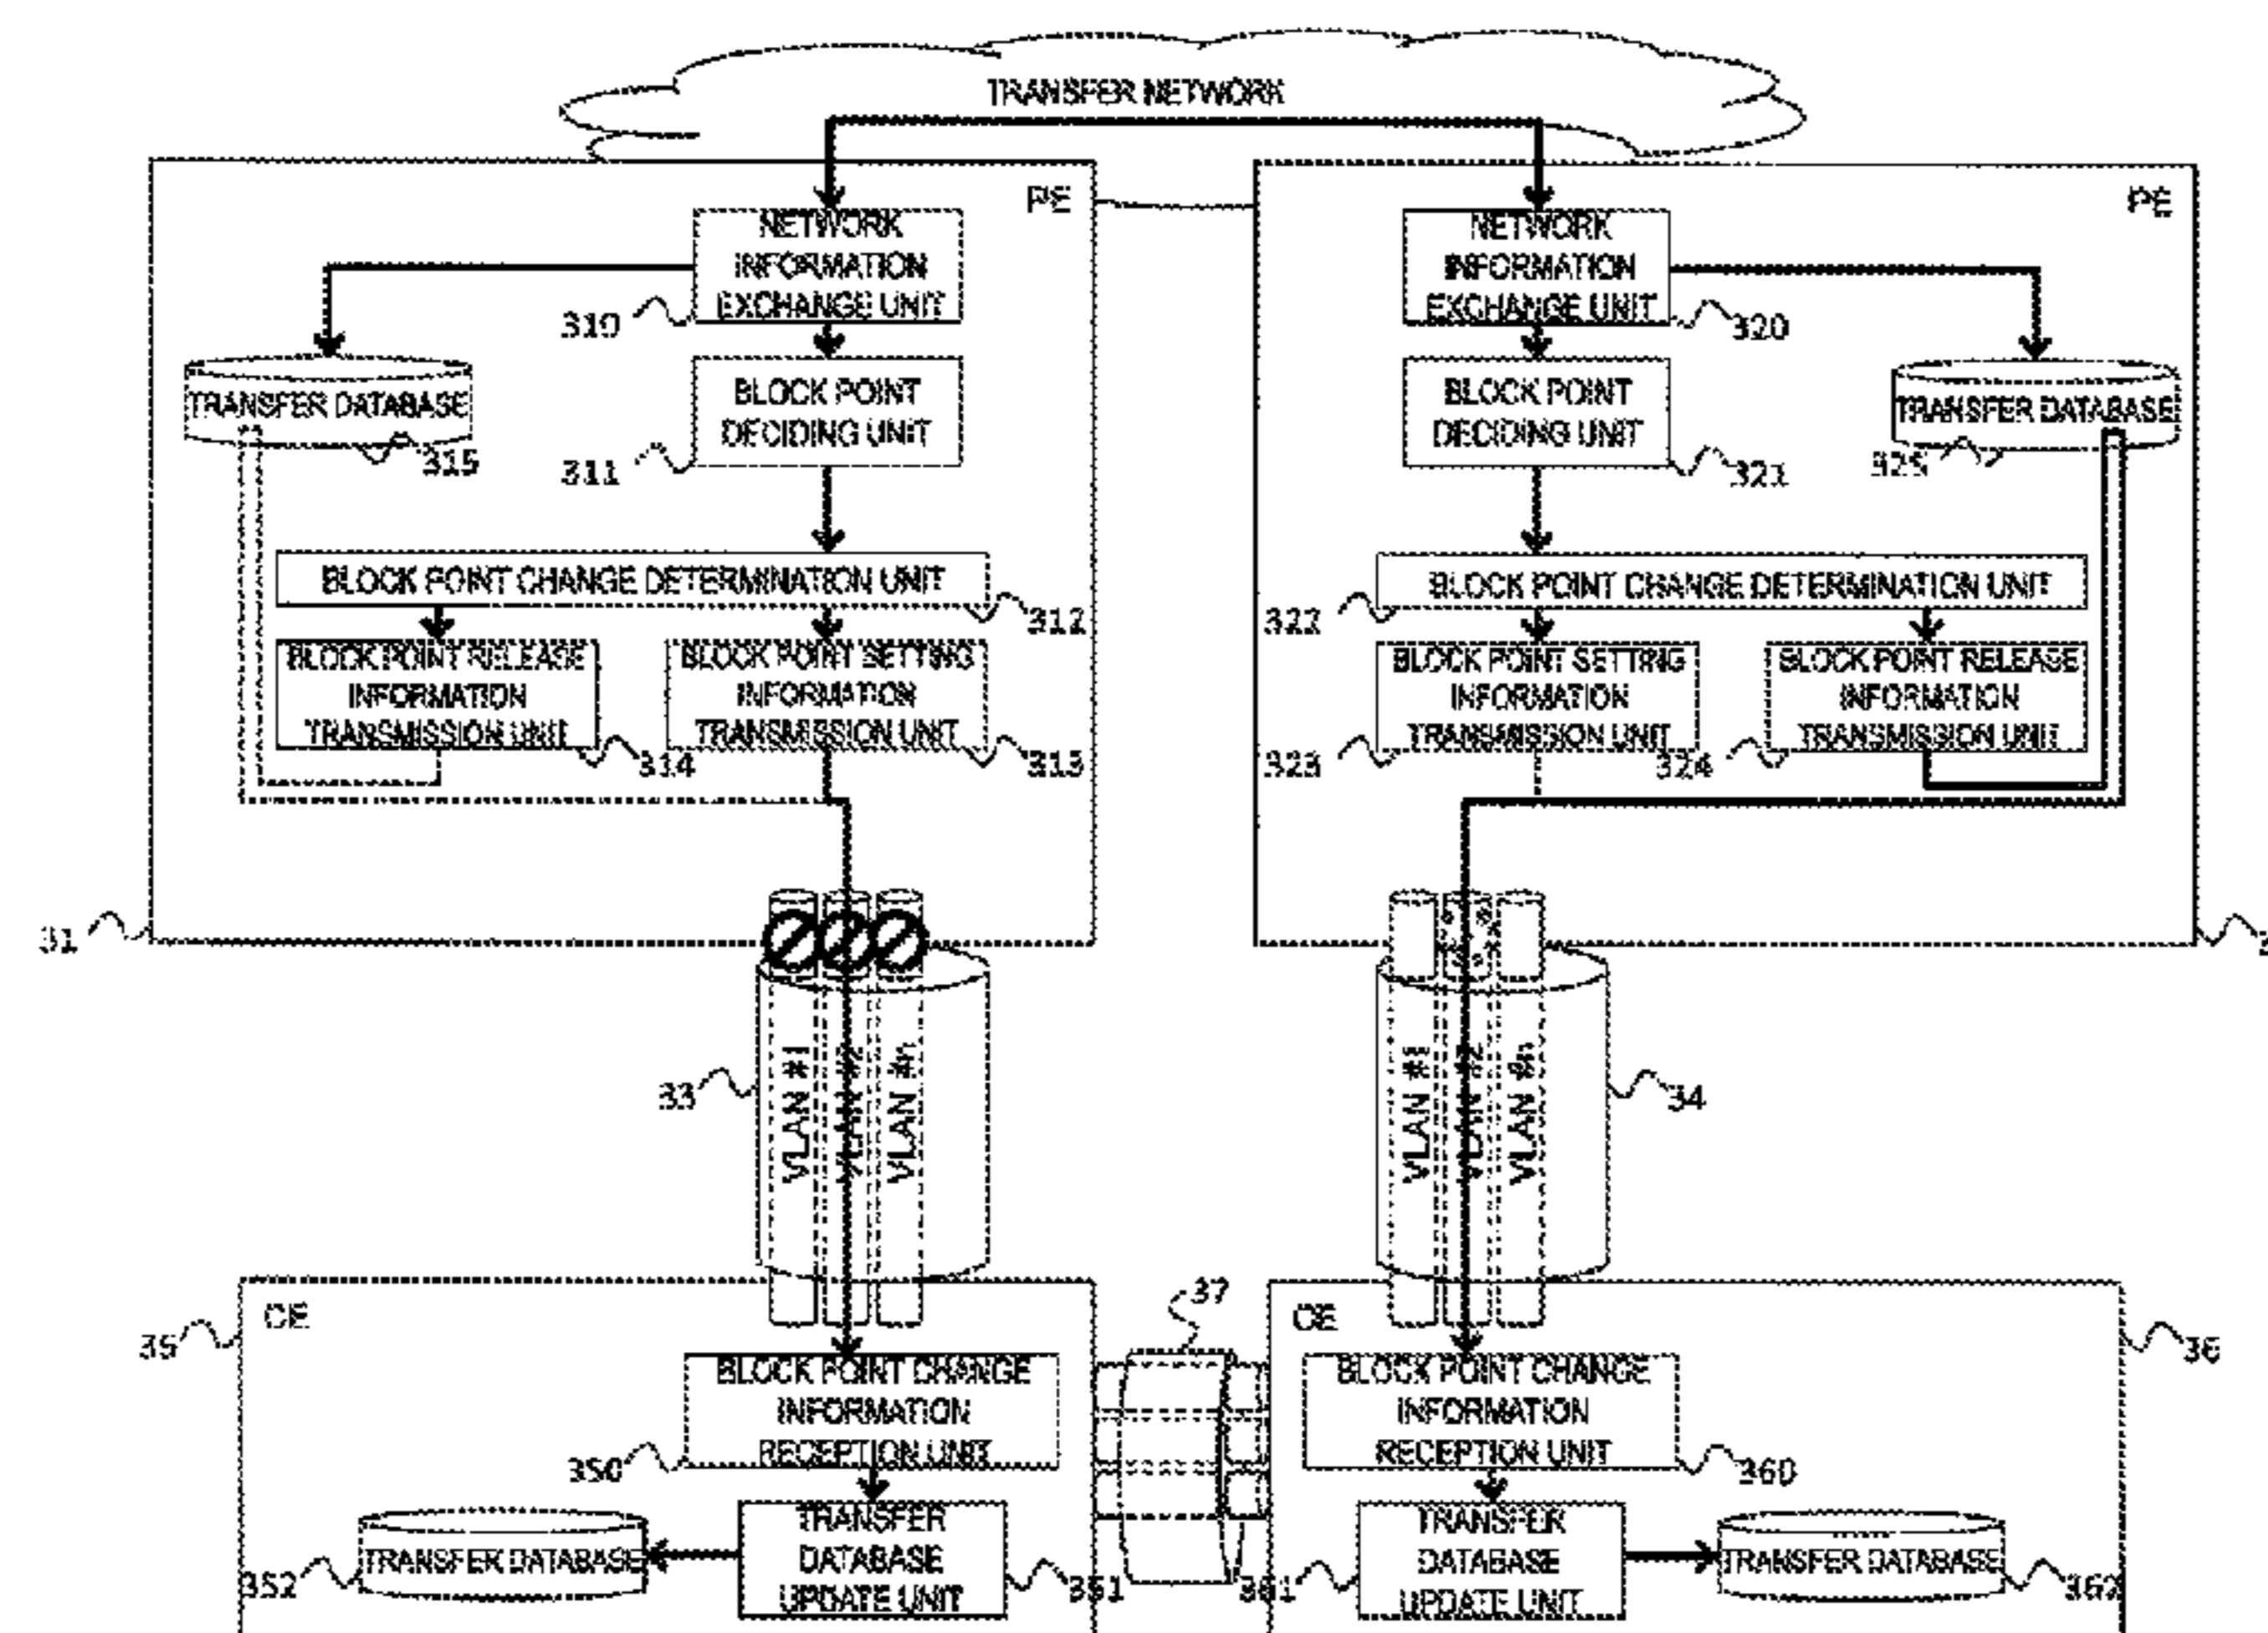 TRANSFER NETWORK
PE
NETWORK
INFORMATION
EXCHANGE UNIT
310
TRANSFER DATABASE
315
BLOCK POINT
DECIDING UNIT
311
BLOCK POINT CHANGE DETERMINATION UNIT
312
BLOCK POINT RELEASE
INFORMATION
TRANSMISSION UNIT
314
BLOCK POINT SETTING
INFORMATION
TRANSMISSION UNIT
313
31
PE
NETWORK
INFORMATION
EXCHANGE UNIT
320
BLOCK POINT
DECIDING UNIT
321
TRANSFER DATABASE
325
BLOCK POINT CHANGE DETERMINATION UNIT
322
BLOCK POINT SETTING
INFORMATION
TRANSMISSION UNIT
323
BLOCK POINT RELEASE
INFORMATION
TRANSMISSION UNIT
324
33
VLAN #1
VLAN #2
VLAN #n
VLAN #1
VLAN #2
VLAN #n
34
35
CE
BLOCK POINT CHANGE
INFORMATION
RECEPTION UNIT
350
TRANSFER DATABASE
352
TRANSFER
DATABASE
UPDATE UNIT
351
37
CE
36
BLOCK POINT CHANGE
INFORMATION
RECEPTION UNIT
360
TRANSFER
DATABASE
UPDATE UNIT
361
TRANSFER DATABASE
362